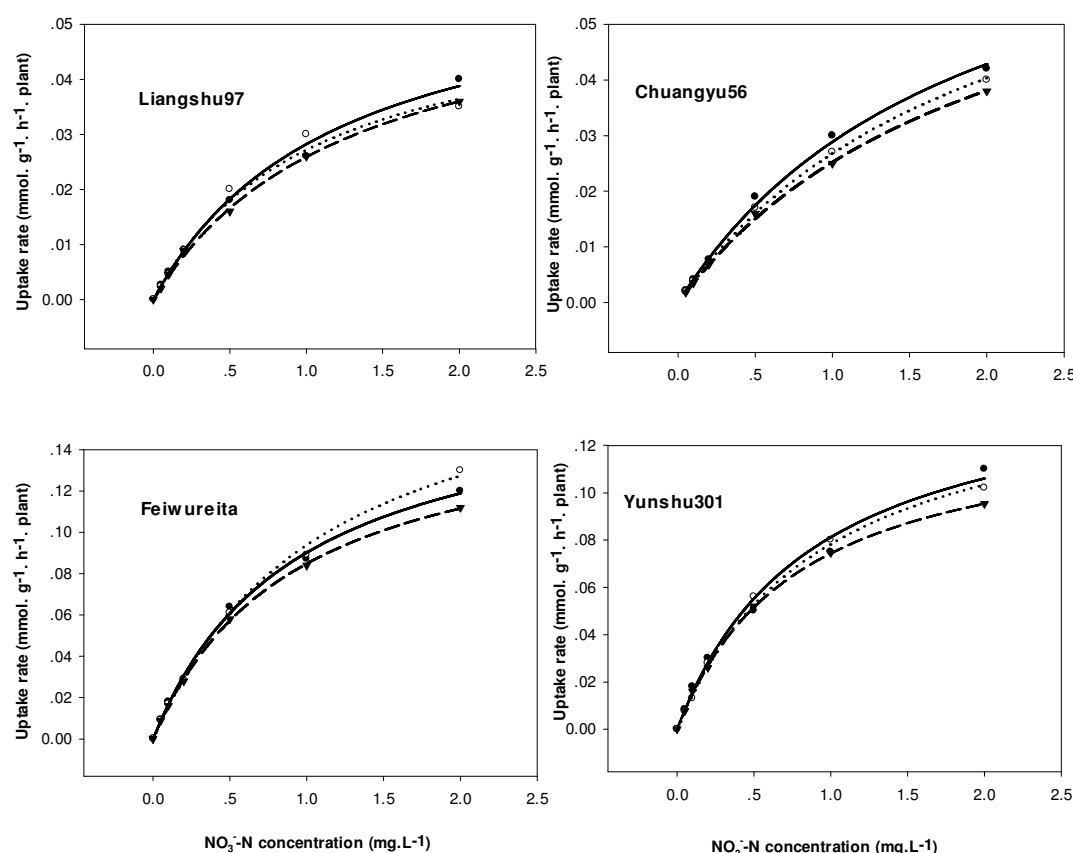 .05
.04
.03
.02
.01
0.00
Uptake rate (mmol. g-1. h-1. plant)
Liangshu97
0.0 .5 1.0 1.5 2.0 2.5
.05
.04
.03
.02
.01
0.00
Uptake rate (mmol. g-1. h-1. plant)
Chuangyu56
0.0 .5 1.0 1.5 2.0 2.5
.14
.12
.10
.08
.06
.04
.02
0.00
Uptake rate (mmol. g-1. h-1. plant)
Feiwureita
0.0 .5 1.0 1.5 2.0 2.5
NO3--N concentration (mg.L-1)
.12
.10
.08
.06
.04
.02
0.00
Uptake rate (mmol. g-1. h-1. plant)
Yunshu301
0.0 .5 1.0 1.5 2.0 2.5
NO3--N concentration (mg.L-1)